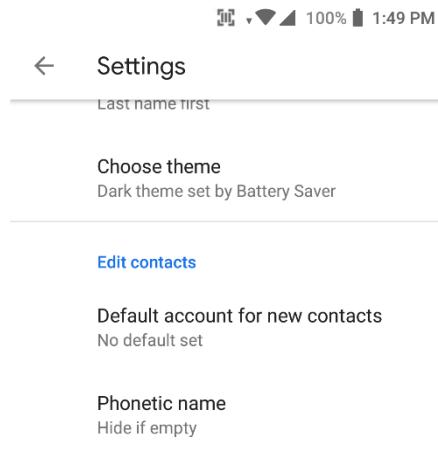 100% 1:49 PM
Settings
Last name first
Choose theme
Dark theme set by Battery Saver
Edit contacts
Default account for new contacts
No default set
Phonetic name
Hide if empty